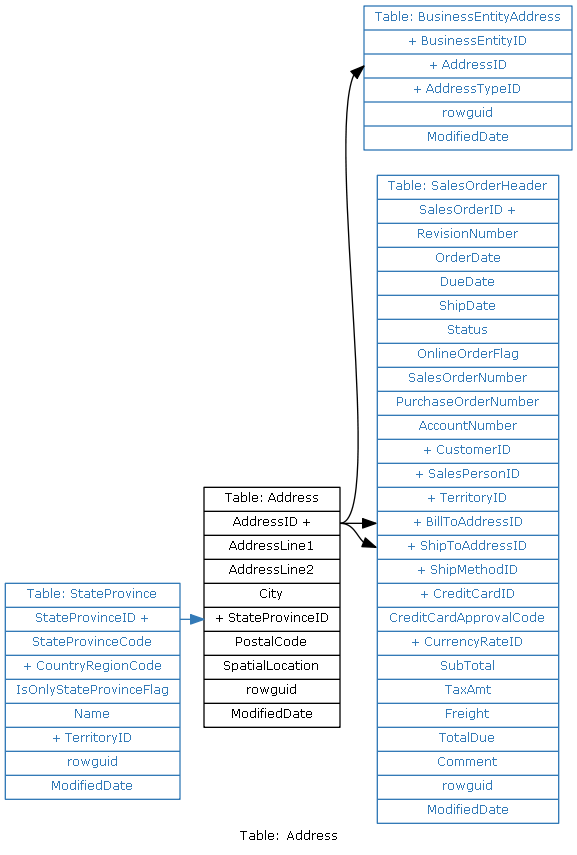 Table: BusinessEntityAddress
+ BusinessEntityID
+ AddressID
+ AddressTypeID
rowguid
ModifiedDate
Table: SalesOrderHeader
SalesOrderID +
RevisionNumber
OrderDate
DueDate
ShipDate
Status
OnlineOrderFlag
SalesOrderNumber
PurchaseOrderNumber
AccountNumber
+ CustomerID
+ SalesPersonID
+ TerritoryID
+ BillToAddressID
+ ShipToAddressID
+ ShipMethodID
+ CreditCardID
CreditCardApprovalCode
+ CurrencyRateID
SubTotal
TaxAmt
Freight
TotalDue
Comment
rowguid
ModifiedDate
Table: Address
AddressID +
AddressLine1
AddressLine2
City
+ StateProvinceID
PostalCode
SpatialLocation
rowguid
ModifiedDate
Table: StateProvince
StateProvinceID +
StateProvinceCode
+ CountryRegionCode
IsOnlyStateProvinceFlag
Name
+ TerritoryID
rowguid
ModifiedDate
Table: Address